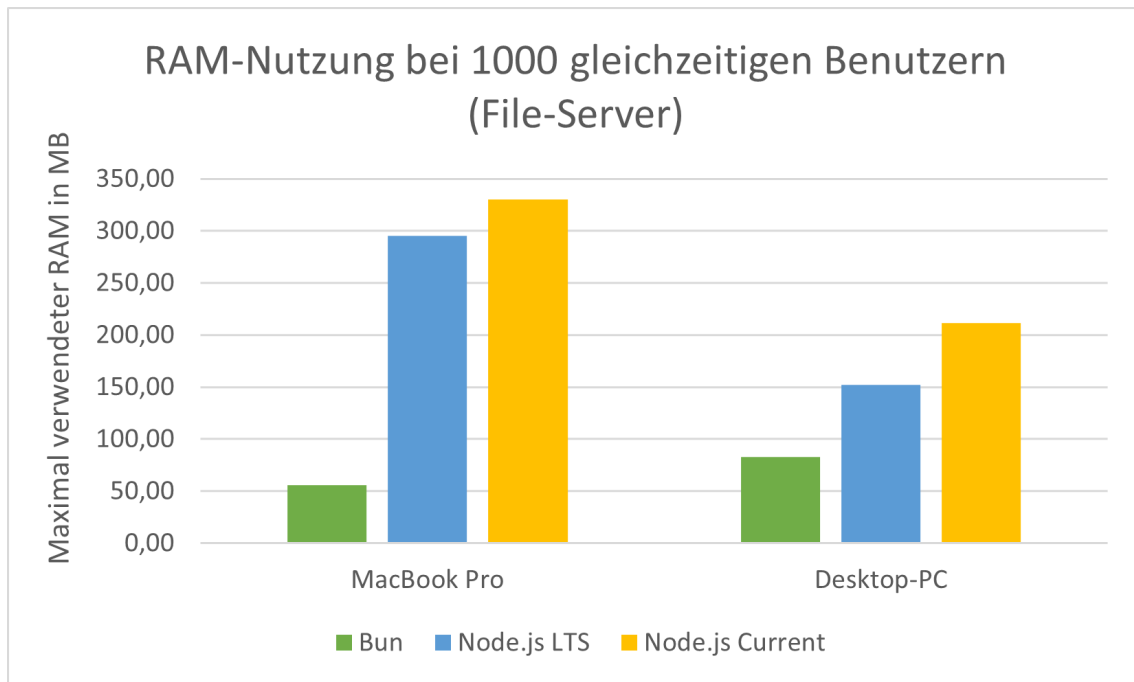 RAM-Nutzung bei 1000 gleichzeitigen Benutzern
(File-Server)
Maximal verwendeter RAM in MB
350,00
300,00
250,00
200,00
150,00
100,00
50,00
0,00
MacBook Pro
Desktop-PC
Bun
Node.js LTS
Node.js Current